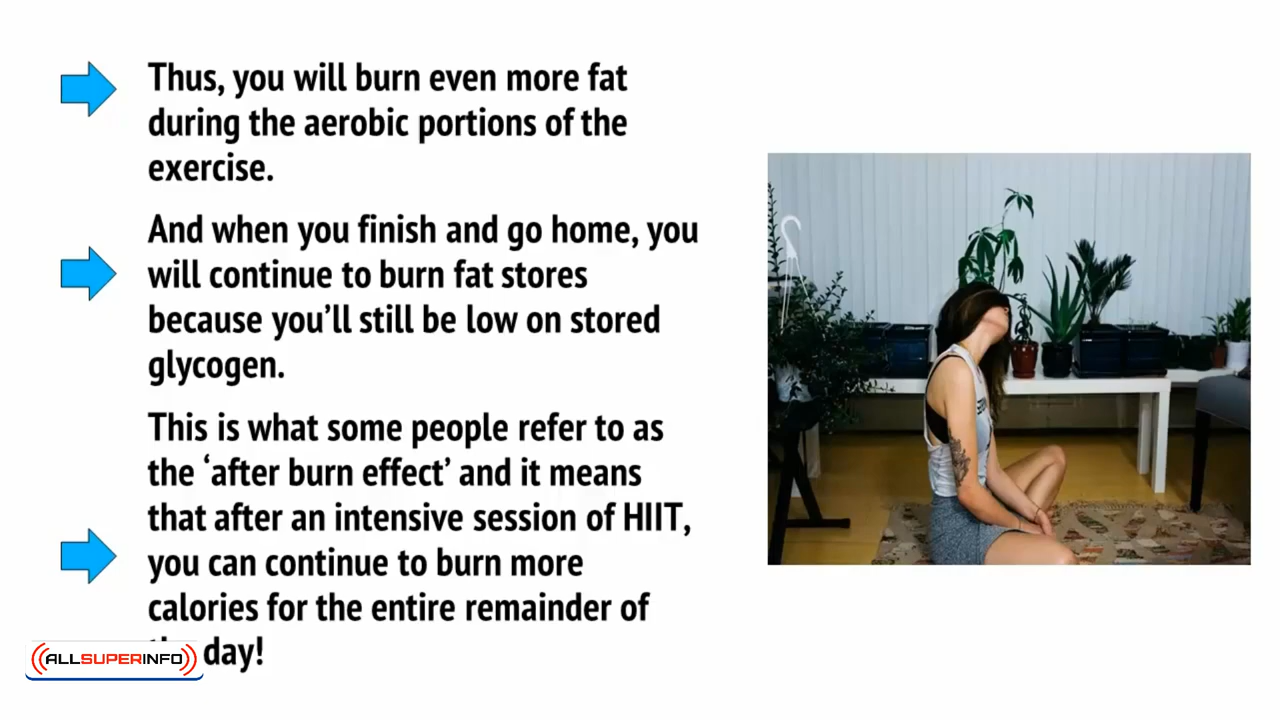 Thus, you will burn even more fat
during the aerobic portions of the
exercise.
And when you finish and go home, you
will continue to burn fat stores
because you’ll still be low on stored
glycogen.
This is what some people refer to as
the ‘after burn effect’ and it means
that after an intensive session of HIIT,
you can continue to burn more
calories for the entire remainder of
day!
ALLSUPERINFO